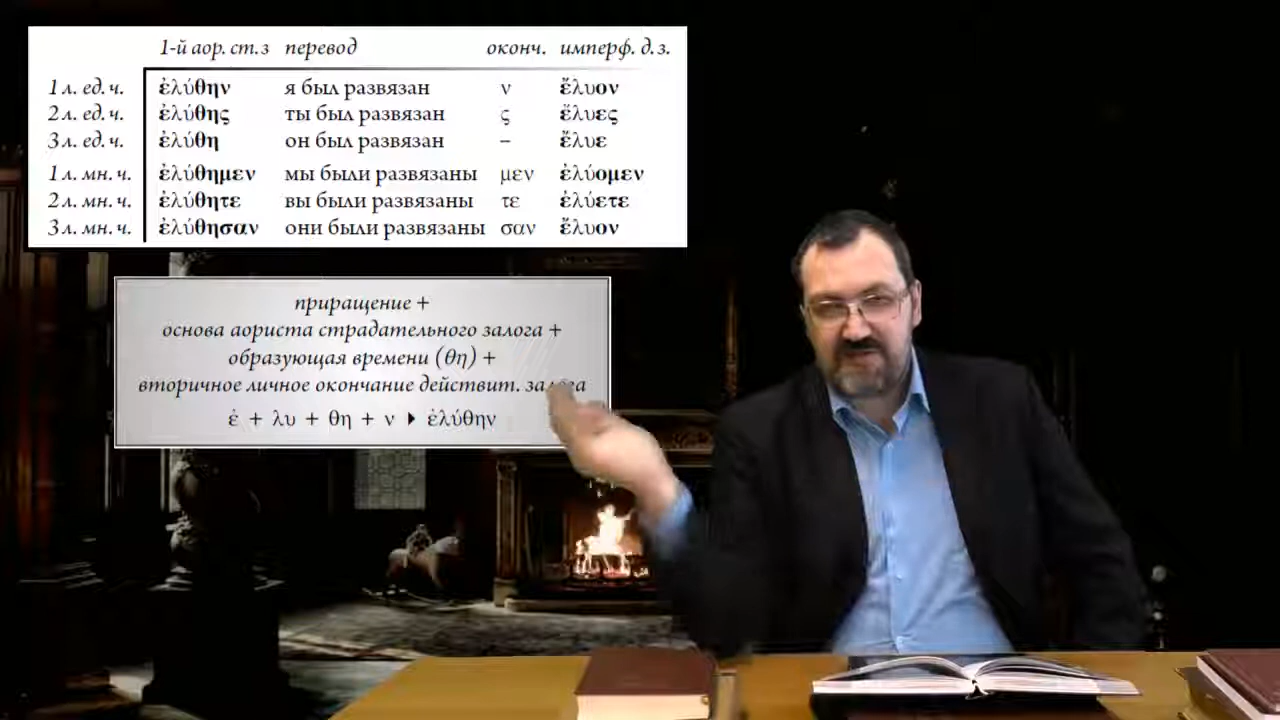 1-й аор. ст. з перевод оконч. имперф. д. з.
1 л. ед. ч. ἐλύθην я был развязан ν ἔλυον
2 л. ед. ч. ἐλύθης ты был развязан ς ἔλυες
3 л. ед. ч. ἐλύθη он был развязан – ἔλυε
1 л. мн. ч. ἐλύθημεν мы были развязаны μεν ἐλύομεν
2 л. мн. ч. ἐλύθητε вы были развязаны τε ἐλύετε
3 л. мн. ч. ἐλύθησαν они были развязаны σαν ἔλυον
приращение +
основа аориста страдательного залога +
образующая времени (θη) +
вторичное личное окончание действит. залога
ἐ + λυ + θη + ν ▸ ἐλύθην